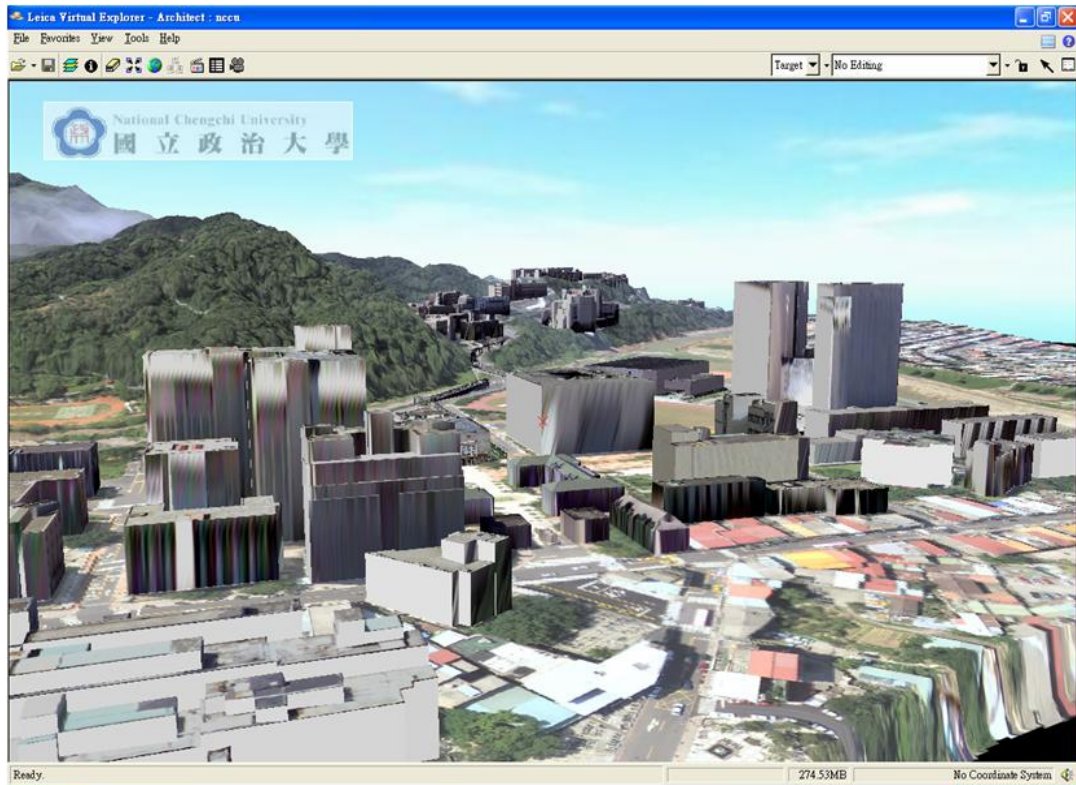 Leica Virtual Explorer - Architect : nccu
File Favorites View Tools Help
Target No Editing
National Chengchi University
國立政治大學
Ready. 274.53MB No Coordinate System